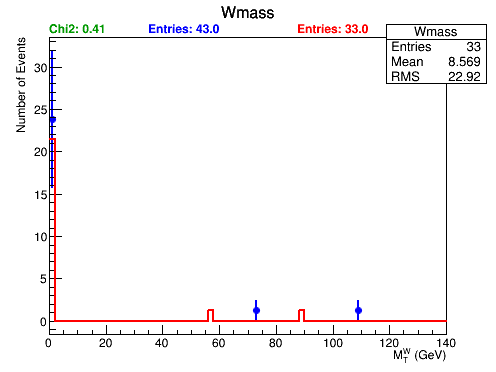 Wmass
Chi2: 0.41 Entries: 43.0 Entries: 33.0
Wmass
Entries 33
Mean 8.569
RMS 22.92
Number of Events
30
25
20
15
10
5
0
0 20 40 60 80 100 120 140
M_T^W (GeV)